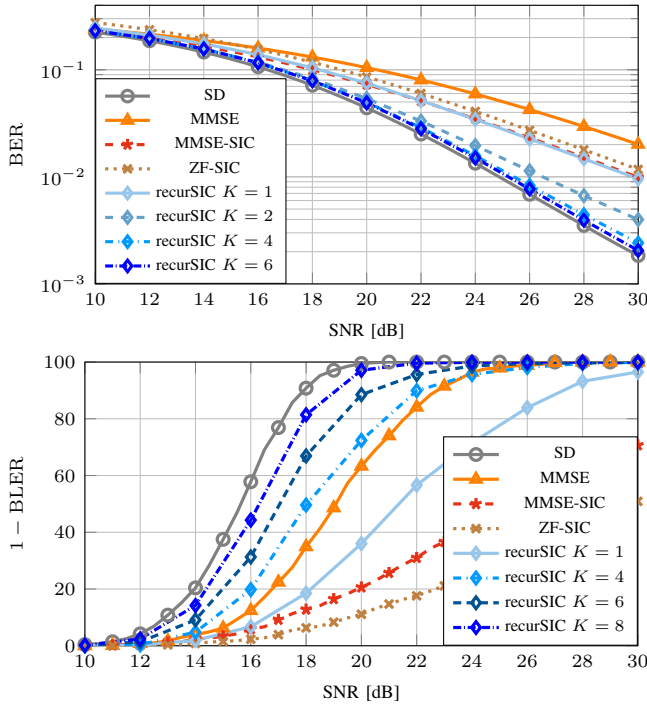 10⁻¹
10⁻²
10⁻³
BER
SD
MMSE
MMSE-SIC
ZF-SIC
recurSIC K = 1
recurSIC K = 2
recurSIC K = 4
recurSIC K = 6
10 12 14 16 18 20 22 24 26 28 30
SNR [dB]
100
80
60
40
20
0
1 − BLER
SD
MMSE
MMSE-SIC
ZF-SIC
recurSIC K = 1
recurSIC K = 4
recurSIC K = 6
recurSIC K = 8
10 12 14 16 18 20 22 24 26 28 30
SNR [dB]